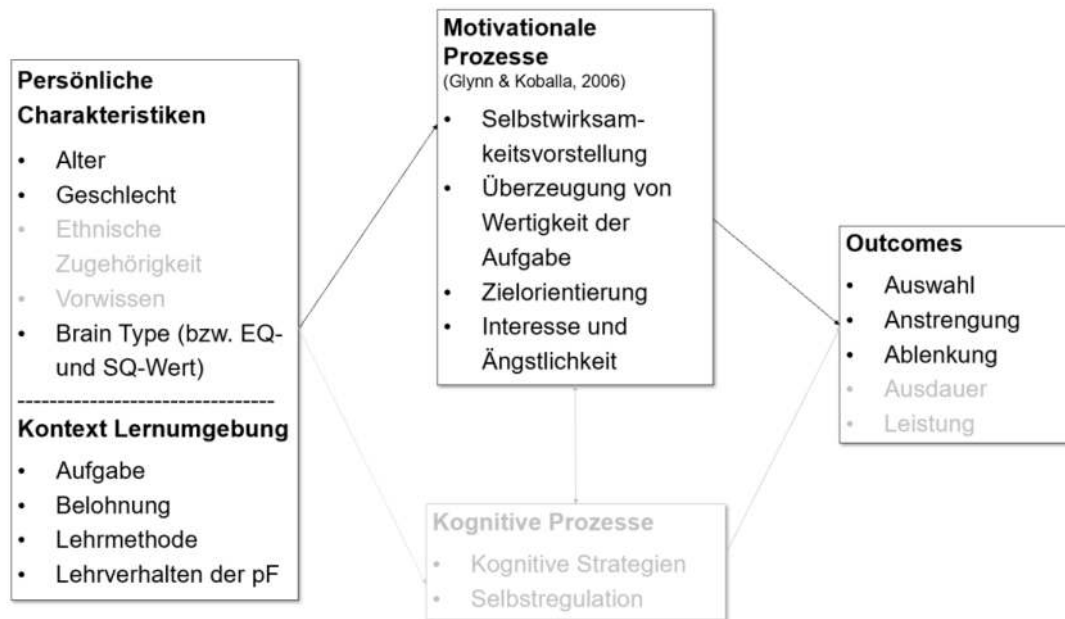 Persönliche
Charakteristiken
• Alter
• Geschlecht
• Ethnische
Zugehörigkeit
• Vorwissen
• Brain Type (bzw. EQ-
und SQ-Wert)
--------------------------------
Kontext Lernumgebung
• Aufgabe
• Belohnung
• Lehrmethode
• Lehrverhalten der pF
Motivationale
Prozesse
(Glynn & Koballa, 2006)
• Selbstwirksam-
keitsvorstellung
• Überzeugung von
Wertigkeit der
Aufgabe
• Zielorientierung
• Interesse und
Ängstlichkeit
Kognitive Prozesse
• Kognitive Strategien
• Selbstregulation
Outcomes
• Auswahl
• Anstrengung
• Ablenkung
• Ausdauer
• Leistung